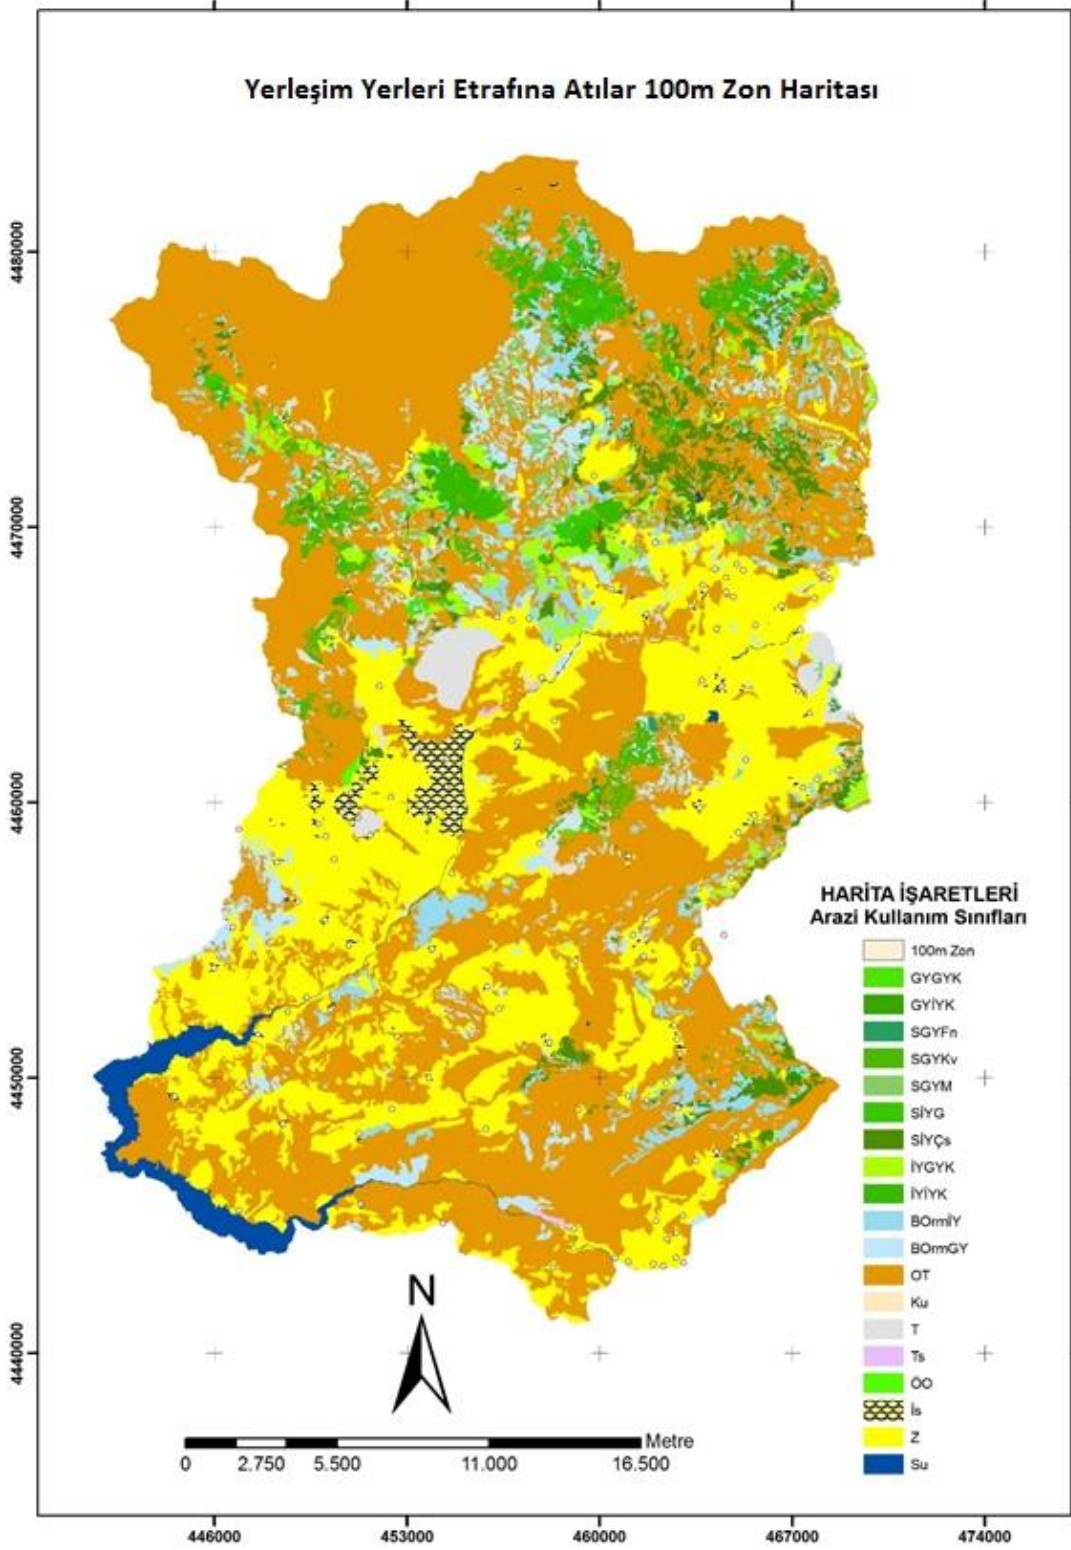 Yerleşim Yerleri Etrafına Atılar 100m Zon Haritası
4480000
4470000
4460000
4450000
4440000
HARİTA İŞARETLERİ
Arazi Kullanım Sınıfları
100m Zon
GYGYK
GYİYK
SGYFn
SGYKv
SGYM
SİYG
SİYÇs
İYGYK
İYİYK
BOrmİY
BOrmGY
OT
Ku
T
Ts
ÖO
İs
Z
Su
N
Metre
0 2.750 5.500 11.000 16.500
446000 453000 460000 467000 474000